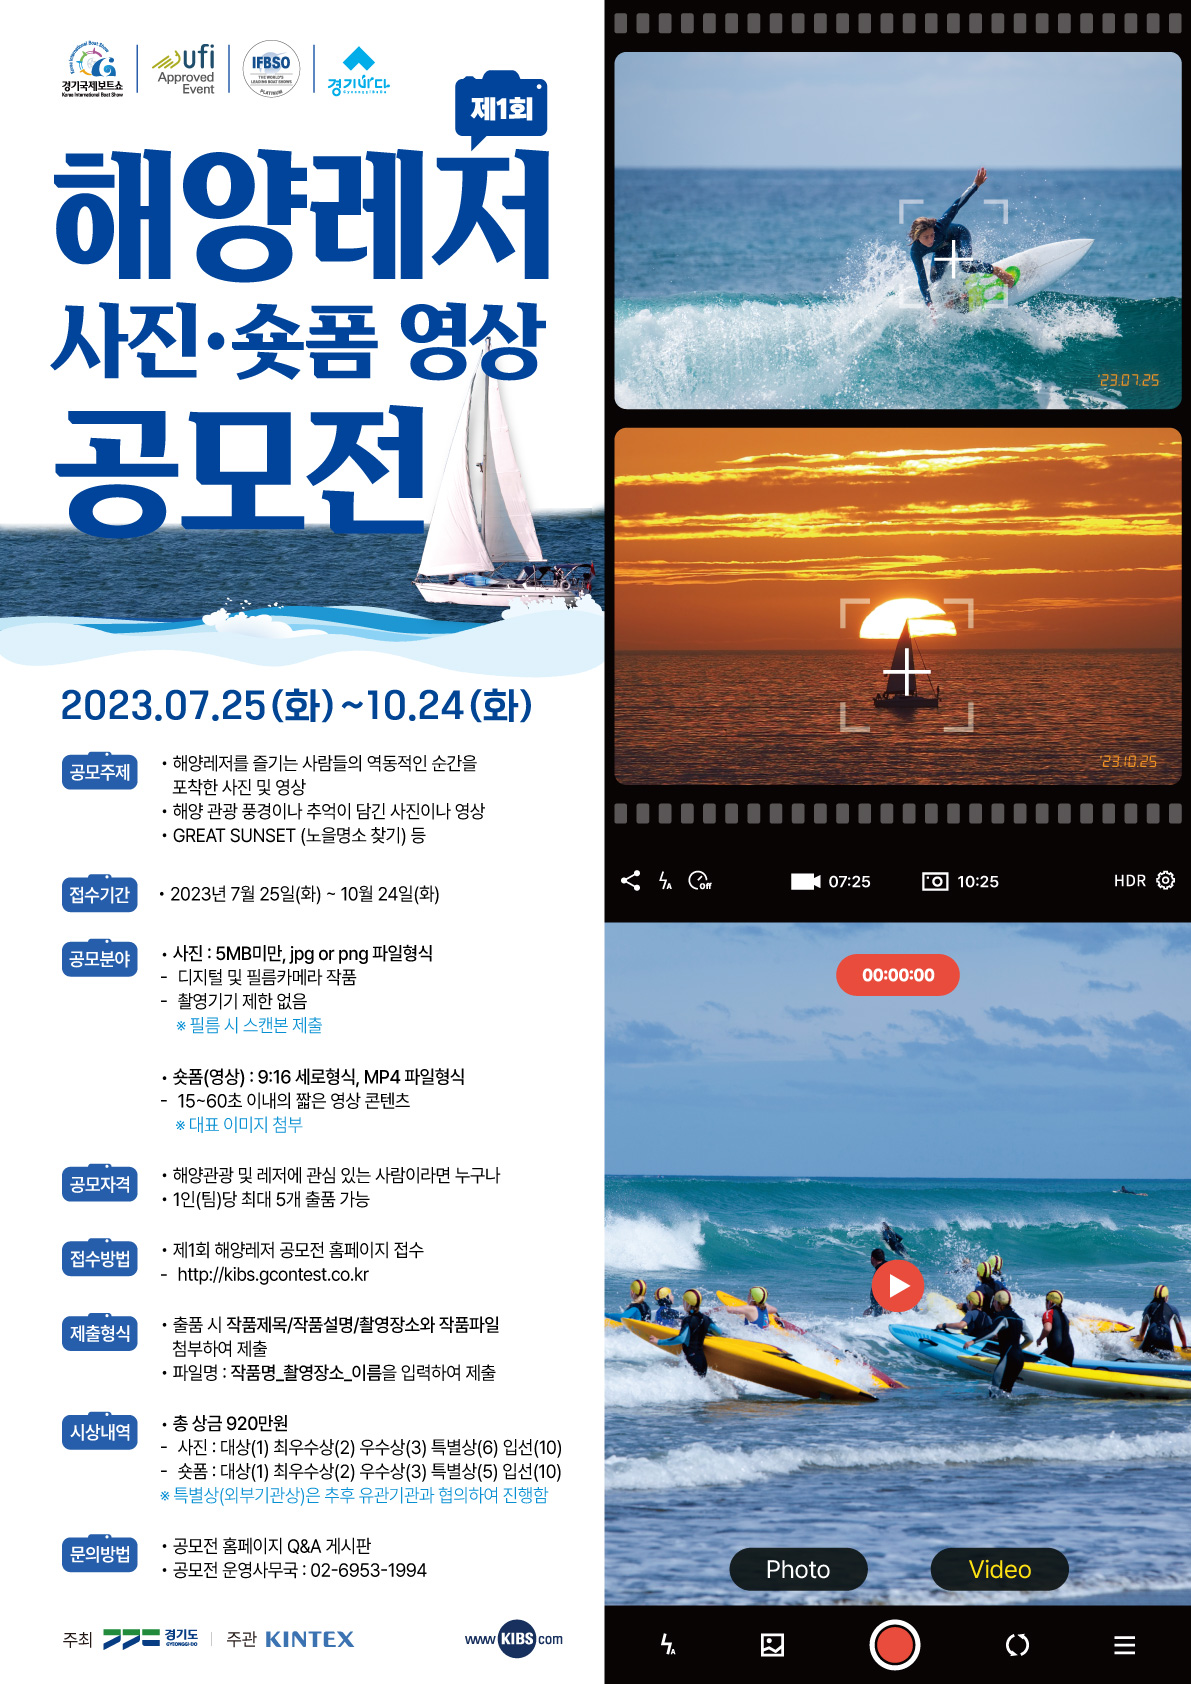 경기국제보트쇼
Korea International Boat Show
ufi
Approved
Event
IFBSO
THE WORLD'S
LEADING BOAT SHOWS
PLATINUM
경기바다
제1회
해양레저
사진·숏폼 영상
공모전
2023.07.25(화)~10.24(화)
공모주제
• 해양레저를 즐기는 사람들의 역동적인 순간을
포착한 사진 및 영상
• 해양 관광 풍경이나 추억이 담긴 사진이나 영상
• GREAT SUNSET (노을명소 찾기) 등
접수기간
• 2023년 7월 25일(화) ~ 10월 24일(화)
공모분야
• 사진 : 5MB미만, jpg or png 파일형식
- 디지털 및 필름카메라 작품
- 촬영기기 제한 없음
※ 필름 시 스캔본 제출
• 숏폼(영상) : 9:16 세로형식, MP4 파일형식
- 15~60초 이내의 짧은 영상 콘텐츠
※ 대표 이미지 첨부
공모자격
• 해양관광 및 레저에 관심 있는 사람이라면 누구나
• 1인(팀)당 최대 5개 출품 가능
접수방법
• 제1회 해양레저 공모전 홈페이지 접수
- http://kibs.gcontest.co.kr
제출형식
• 출품 시 작품제목/작품설명/촬영장소와 작품파일
첨부하여 제출
• 파일명 : 작품명_촬영장소_이름을 입력하여 제출
시상내역
• 총 상금 920만원
- 사진 : 대상(1) 최우수상(2) 우수상(3) 특별상(6) 입선(10)
- 숏폼 : 대상(1) 최우수상(2) 우수상(3) 특별상(5) 입선(10)
※ 특별상(외부기관상)은 추후 유관기관과 협의하여 진행함
문의방법
• 공모전 홈페이지 Q&A 게시판
• 공모전 운영사무국 : 02-6953-1994
주최 경기도 GYEONGGI-DO | 주관 KINTEX
www KIBS com
'23.07.25
'23.10.25
A Off 07:25 10:25 HDR
00:00:00
Photo Video
A